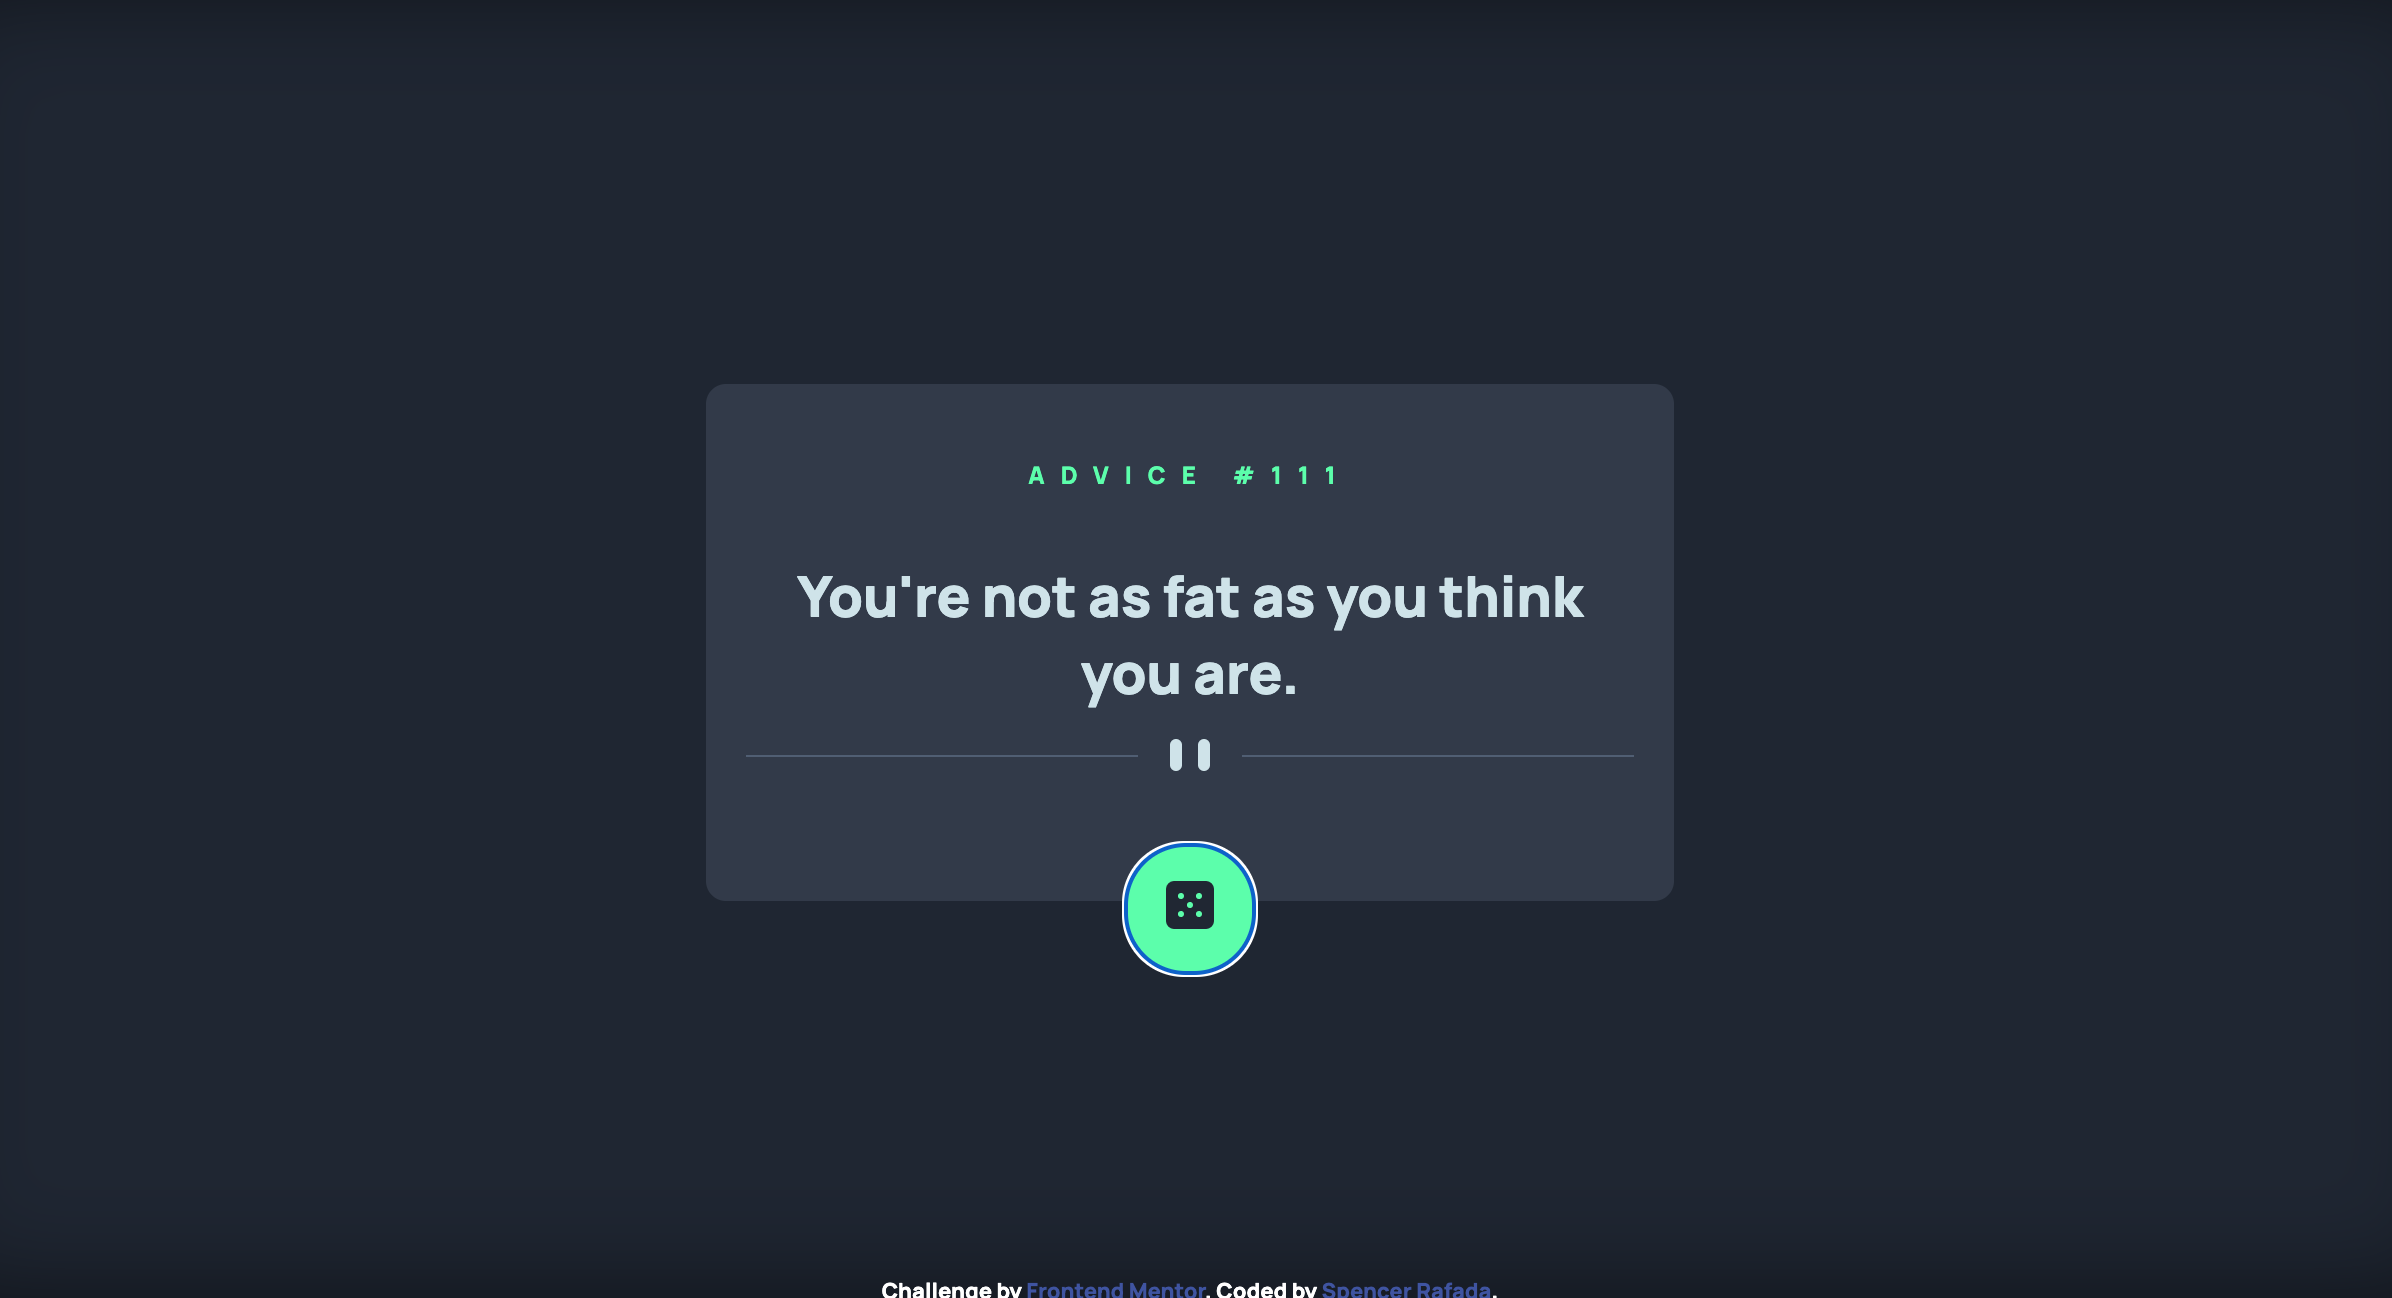 ADVICE #111
You're not as fat as you think
you are.
Challenge by Frontend Mentor. Coded by Spencer Rafada.